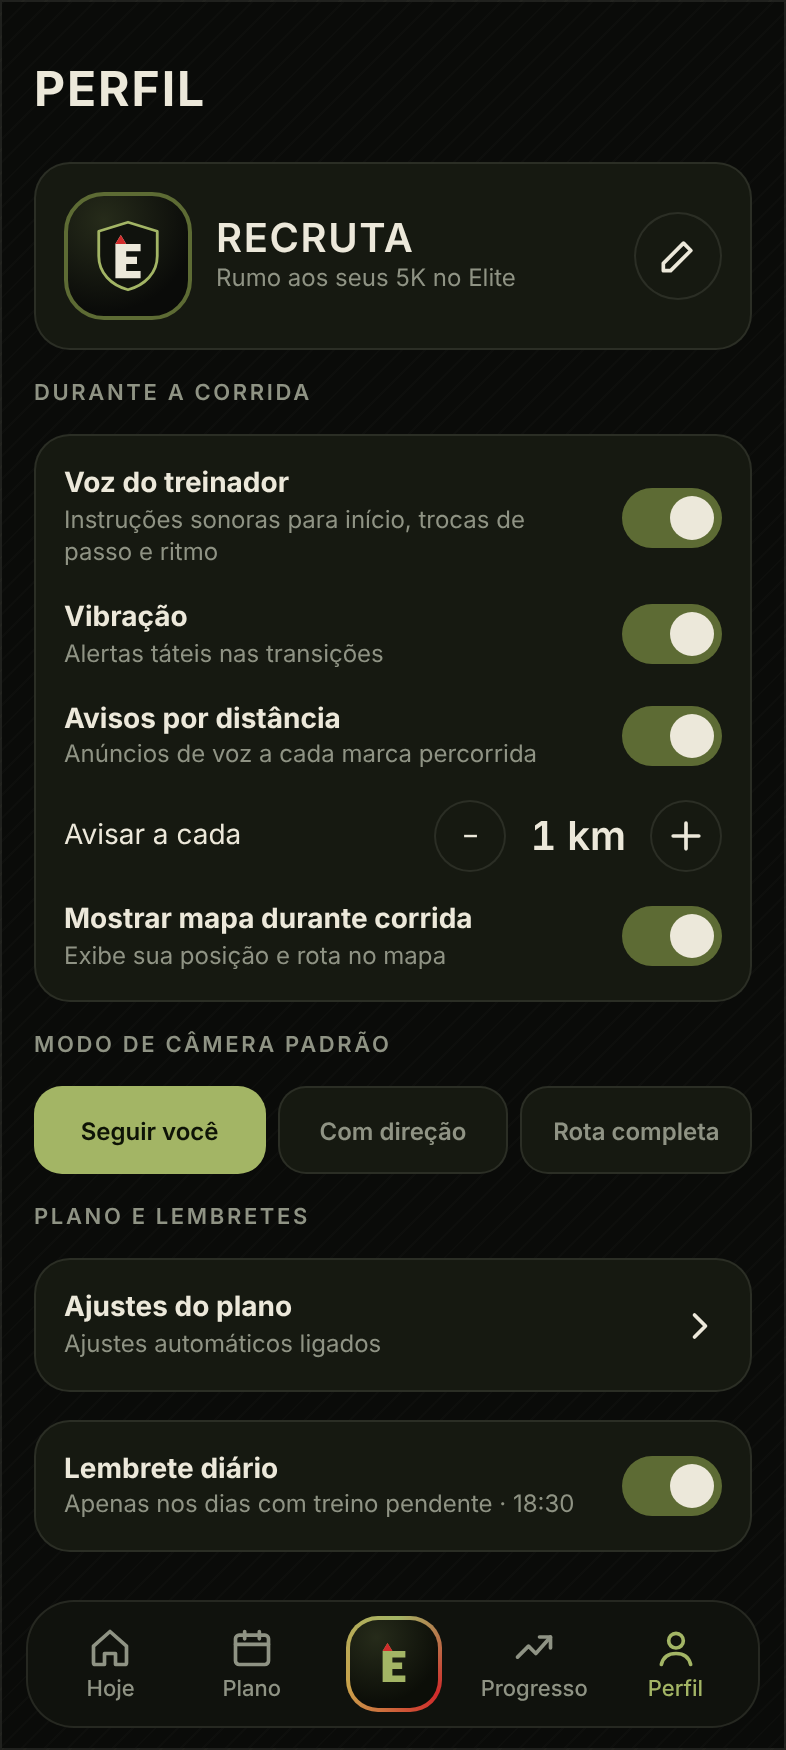 PERFIL
E
RECRUTA
Rumo aos seus 5K no Elite
DURANTE A CORRIDA
Voz do treinador
Instruções sonoras para início, trocas de
passo e ritmo
Vibração
Alertas táteis nas transições
Avisos por distância
Anúncios de voz a cada marca percorrida
Avisar a cada
- 1 km +
Mostrar mapa durante corrida
Exibe sua posição e rota no mapa
MODO DE CÂMERA PADRÃO
Seguir você Com direção Rota completa
PLANO E LEMBRETES
Ajustes do plano
Ajustes automáticos ligados
Lembrete diário
Apenas nos dias com treino pendente · 18:30
E
Hoje Plano Progresso Perfil